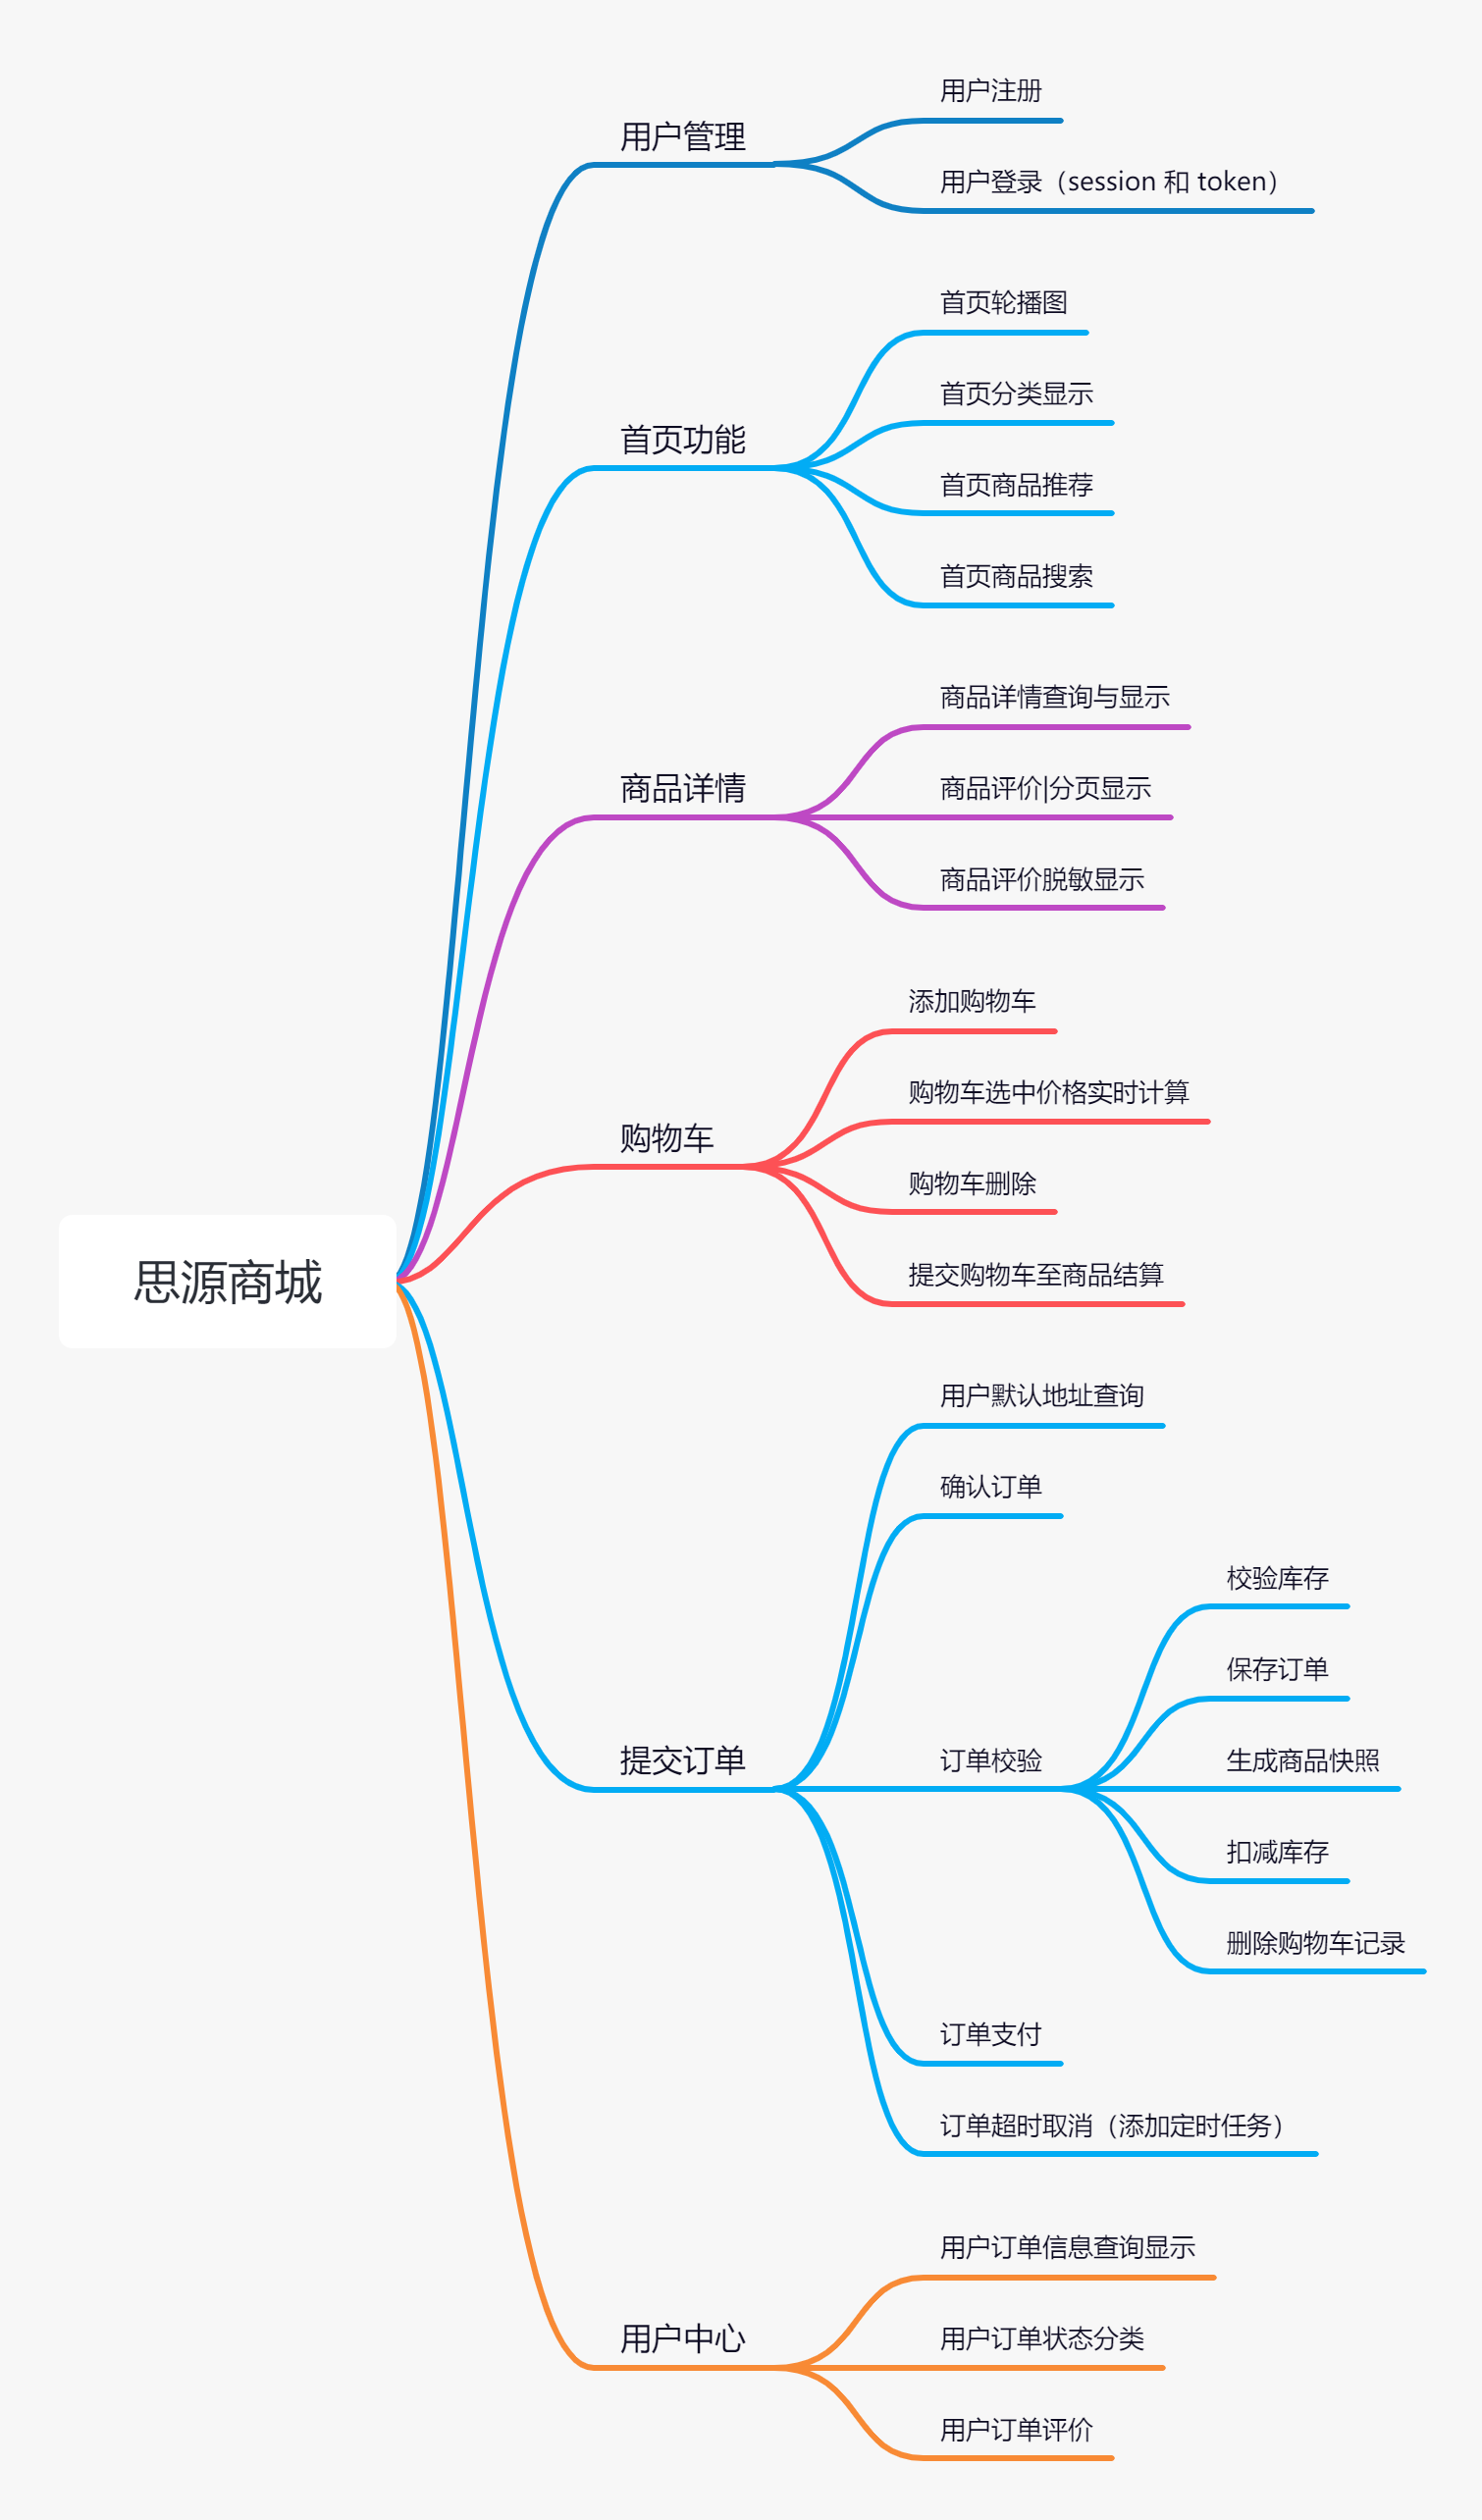 思源商城
用户管理
用户注册
用户登录（session 和 token）
首页功能
首页轮播图
首页分类显示
首页商品推荐
首页商品搜索
商品详情
商品详情查询与显示
商品评价|分页显示
商品评价脱敏显示
购物车
添加购物车
购物车选中价格实时计算
购物车删除
提交购物车至商品结算
提交订单
用户默认地址查询
确认订单
订单校验
校验库存
保存订单
生成商品快照
扣减库存
删除购物车记录
订单支付
订单超时取消（添加定时任务）
用户中心
用户订单信息查询显示
用户订单状态分类
用户订单评价